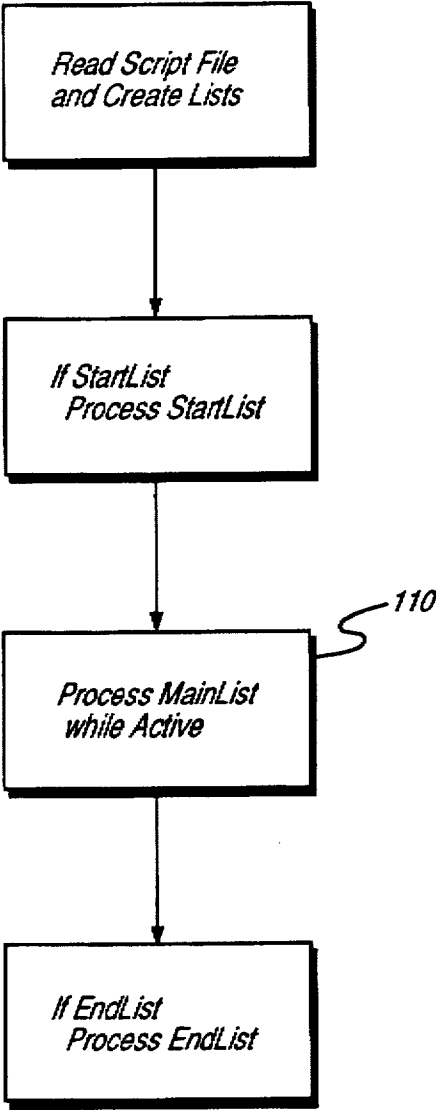 Read Script File
and Create Lists
If StartList
Process StartList
110
Process MainList
while Active
If EndList
Process EndList